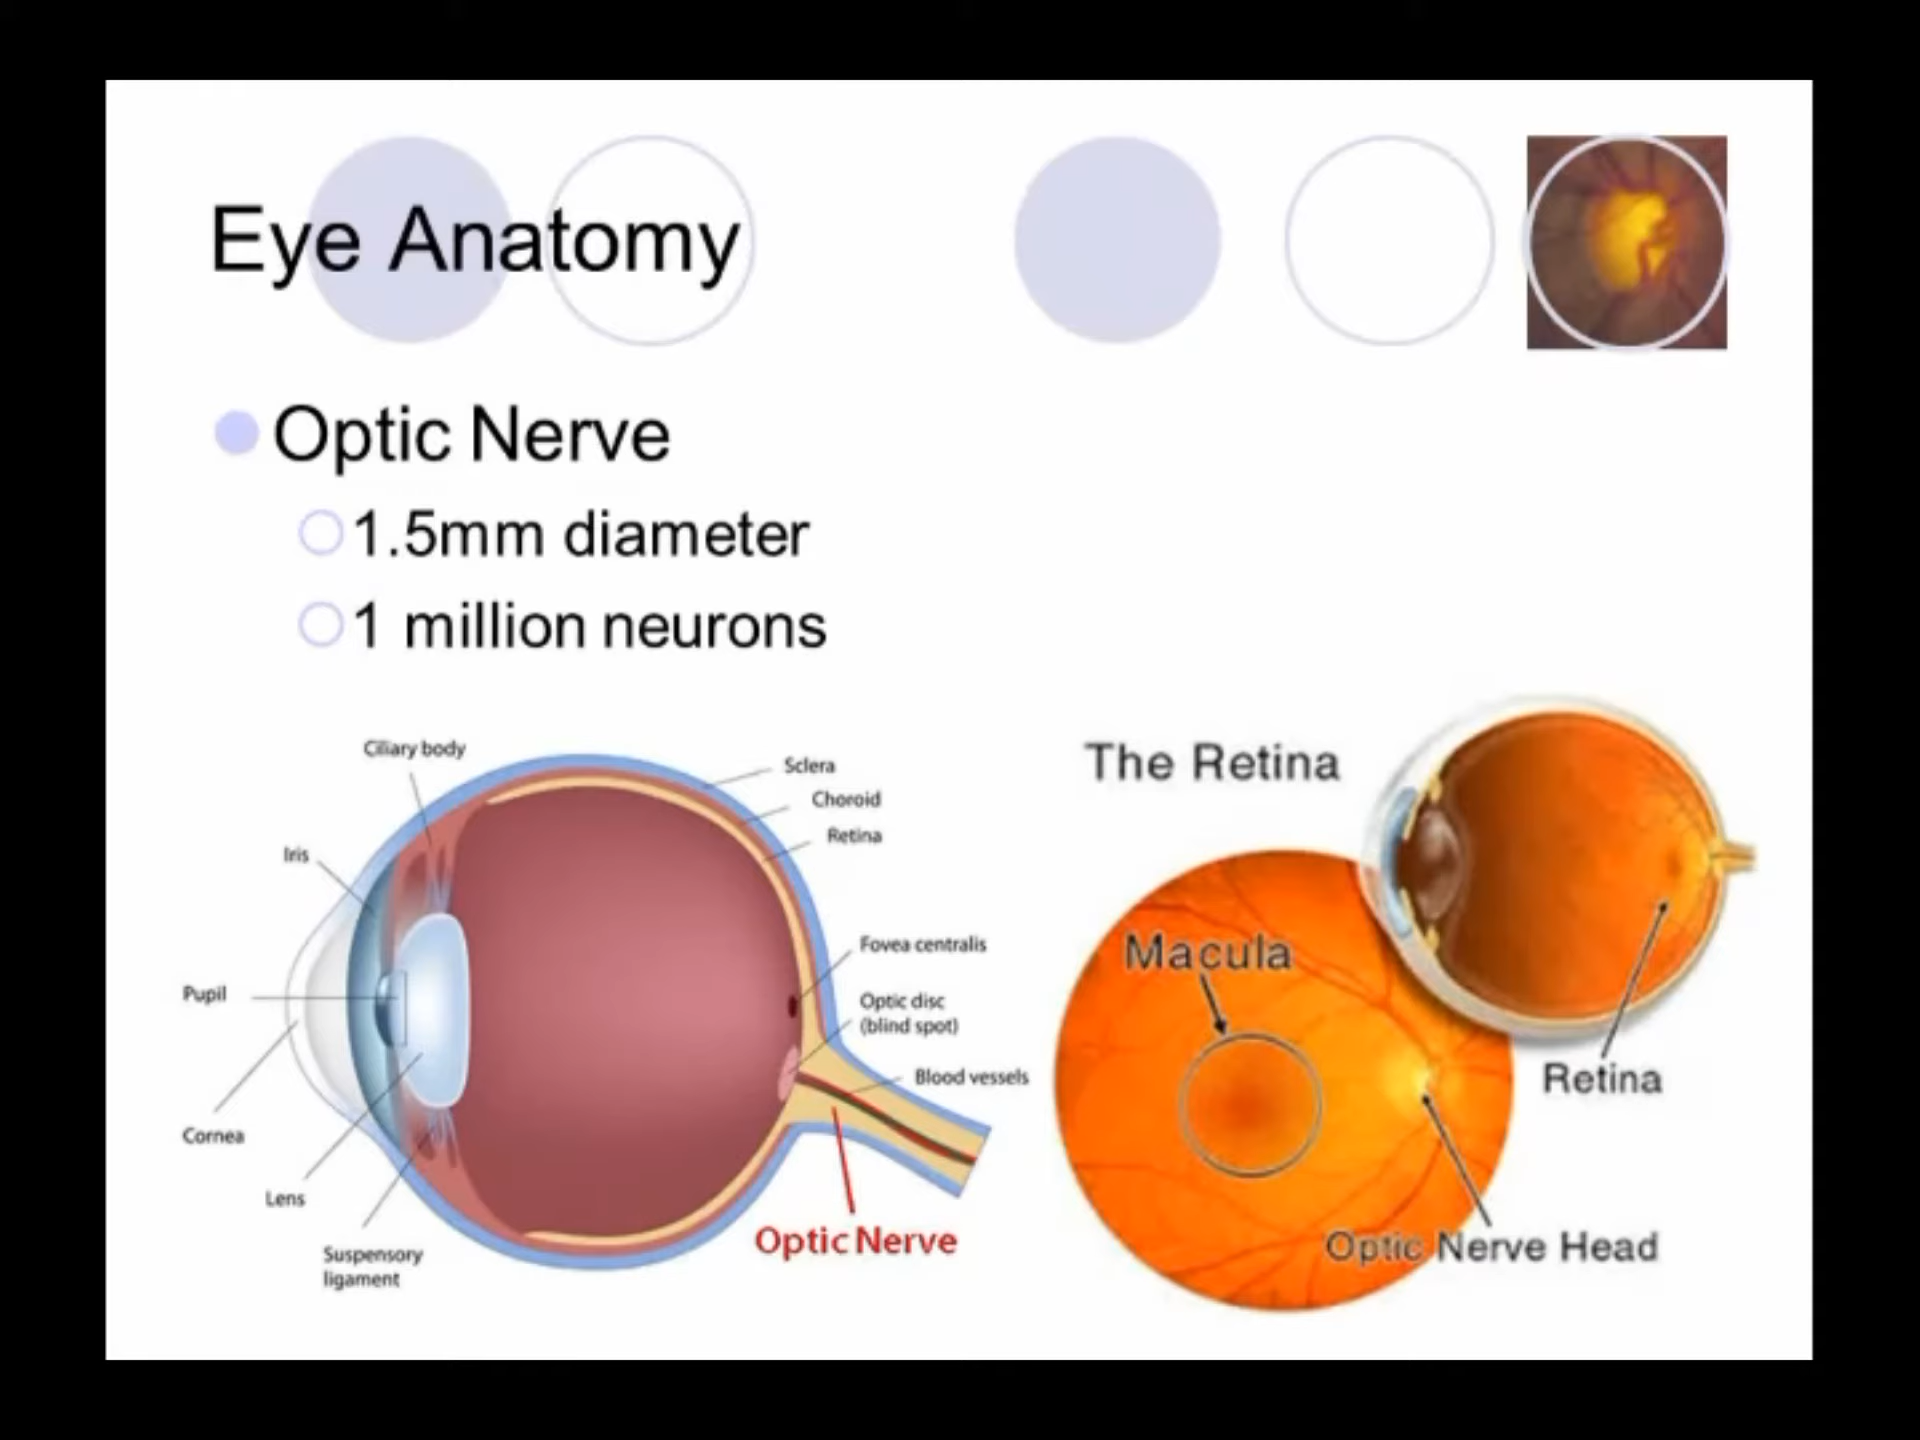 Eye Anatomy
Optic Nerve
1.5mm diameter
1 million neurons
Ciliary body
Sclera
Choroid
Retina
Iris
Fovea centralis
Pupil
Optic disc
(blind spot)
Blood vessels
Cornea
Lens
Optic Nerve
Suspensory
ligament
The Retina
Macula
Retina
Optic Nerve Head